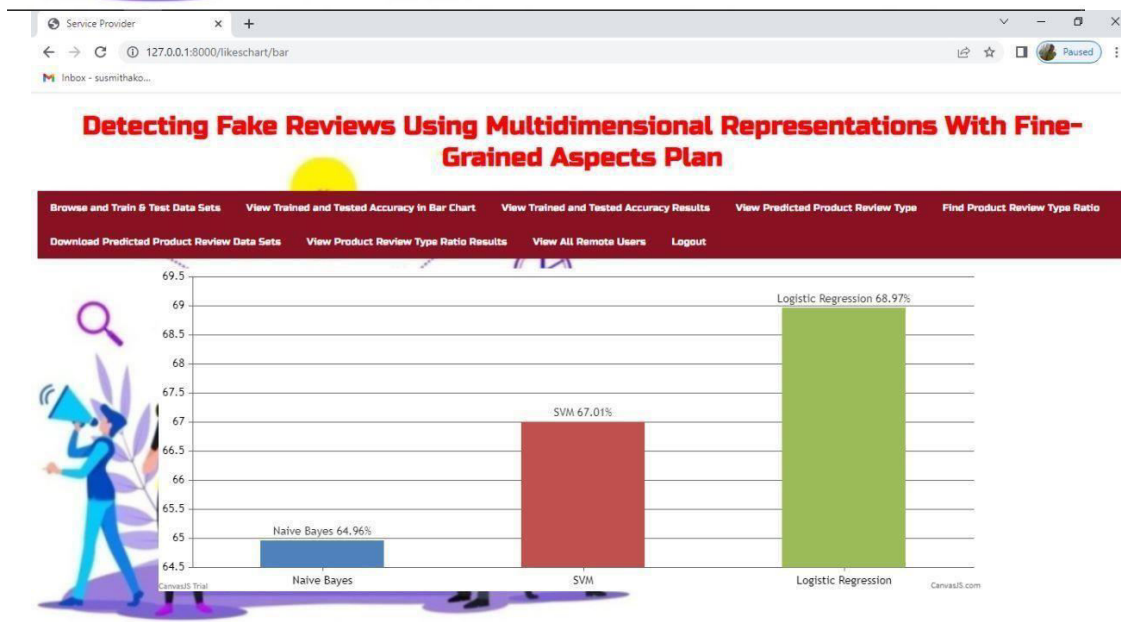 Service Provider
127.0.0.1:8000/likeschart/bar
Paused
Inbox - susmithako...
Detecting Fake Reviews Using Multidimensional Representations With Fine-
Grained Aspects Plan
Browse and Train & Test Data Sets View Trained and Tested Accuracy in Bar Chart View Trained and Tested Accuracy Results View Predicted Product Review Type Find Product Review Type Ratio
Download Predicted Product Review Data Sets View Product Review Type Ratio Results View All Remote Users Logout
69.5
69
68.5
68
67.5
67
66.5
66
65.5
65
64.5
Logistic Regression 68.97%
SVM 67.01%
Naive Bayes 64.96%
Naive Bayes SVM Logistic Regression
CanvasJS Trial CanvasJS.com